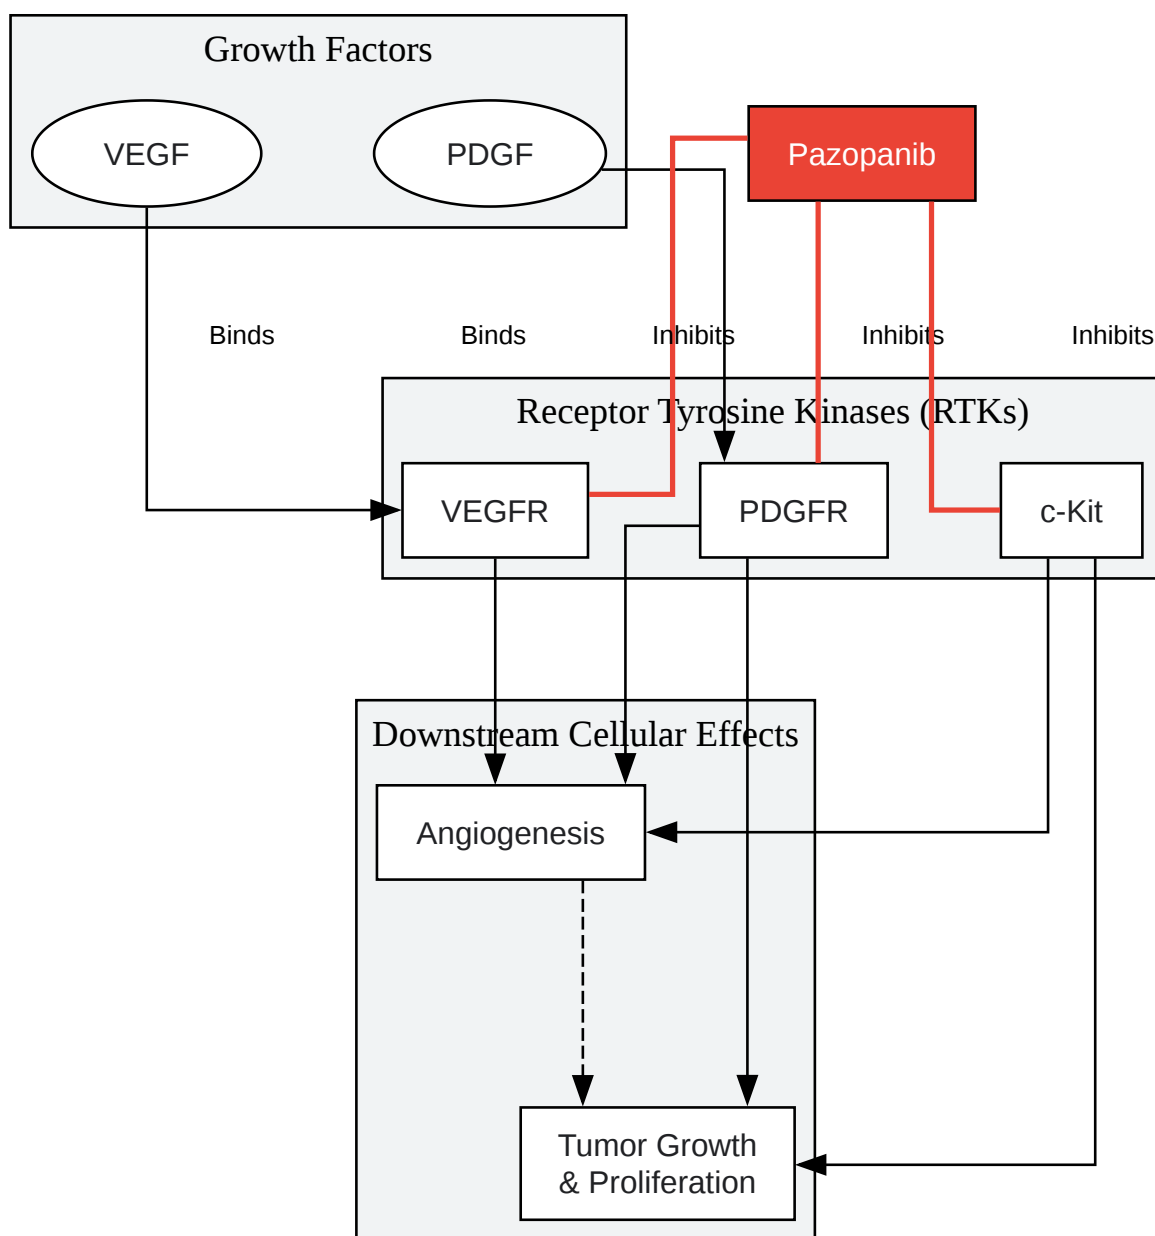 Growth Factors
VEGF
PDGF
Pazopanib
Binds
Binds
Inhibits
Inhibits
Inhibits
Receptor Tyrosine Kinases (RTKs)
VEGFR
PDGFR
c-Kit
Downstream Cellular Effects
Angiogenesis
Tumor Growth
& Proliferation